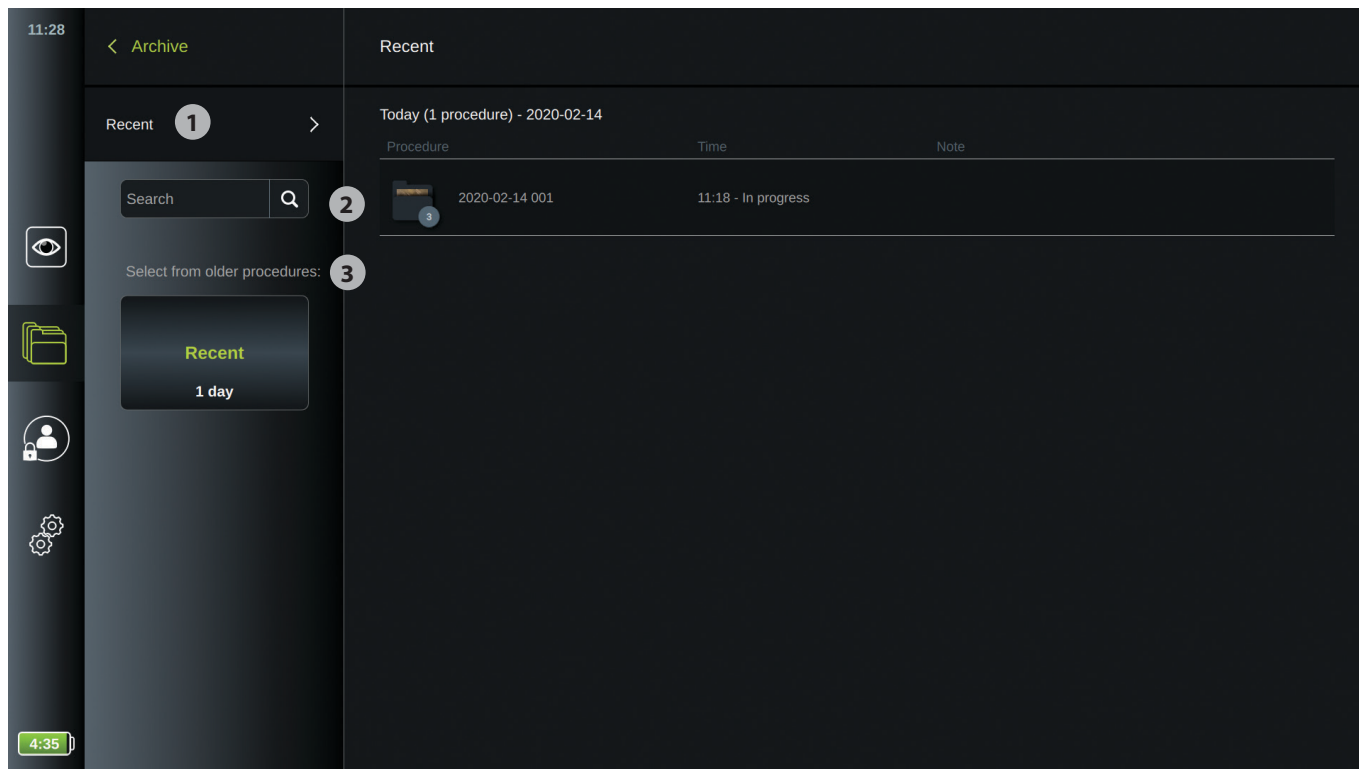 11:28
Archive
Recent
Recent
1
Search
2
Select from older procedures:
3
Recent
1 day
4:35
Today (1 procedure) - 2020-02-14
Procedure Time Note
3
2020-02-14 001 11:18 - In progress